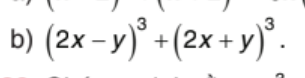 b) (2x – y)³ + (2x + y)³.